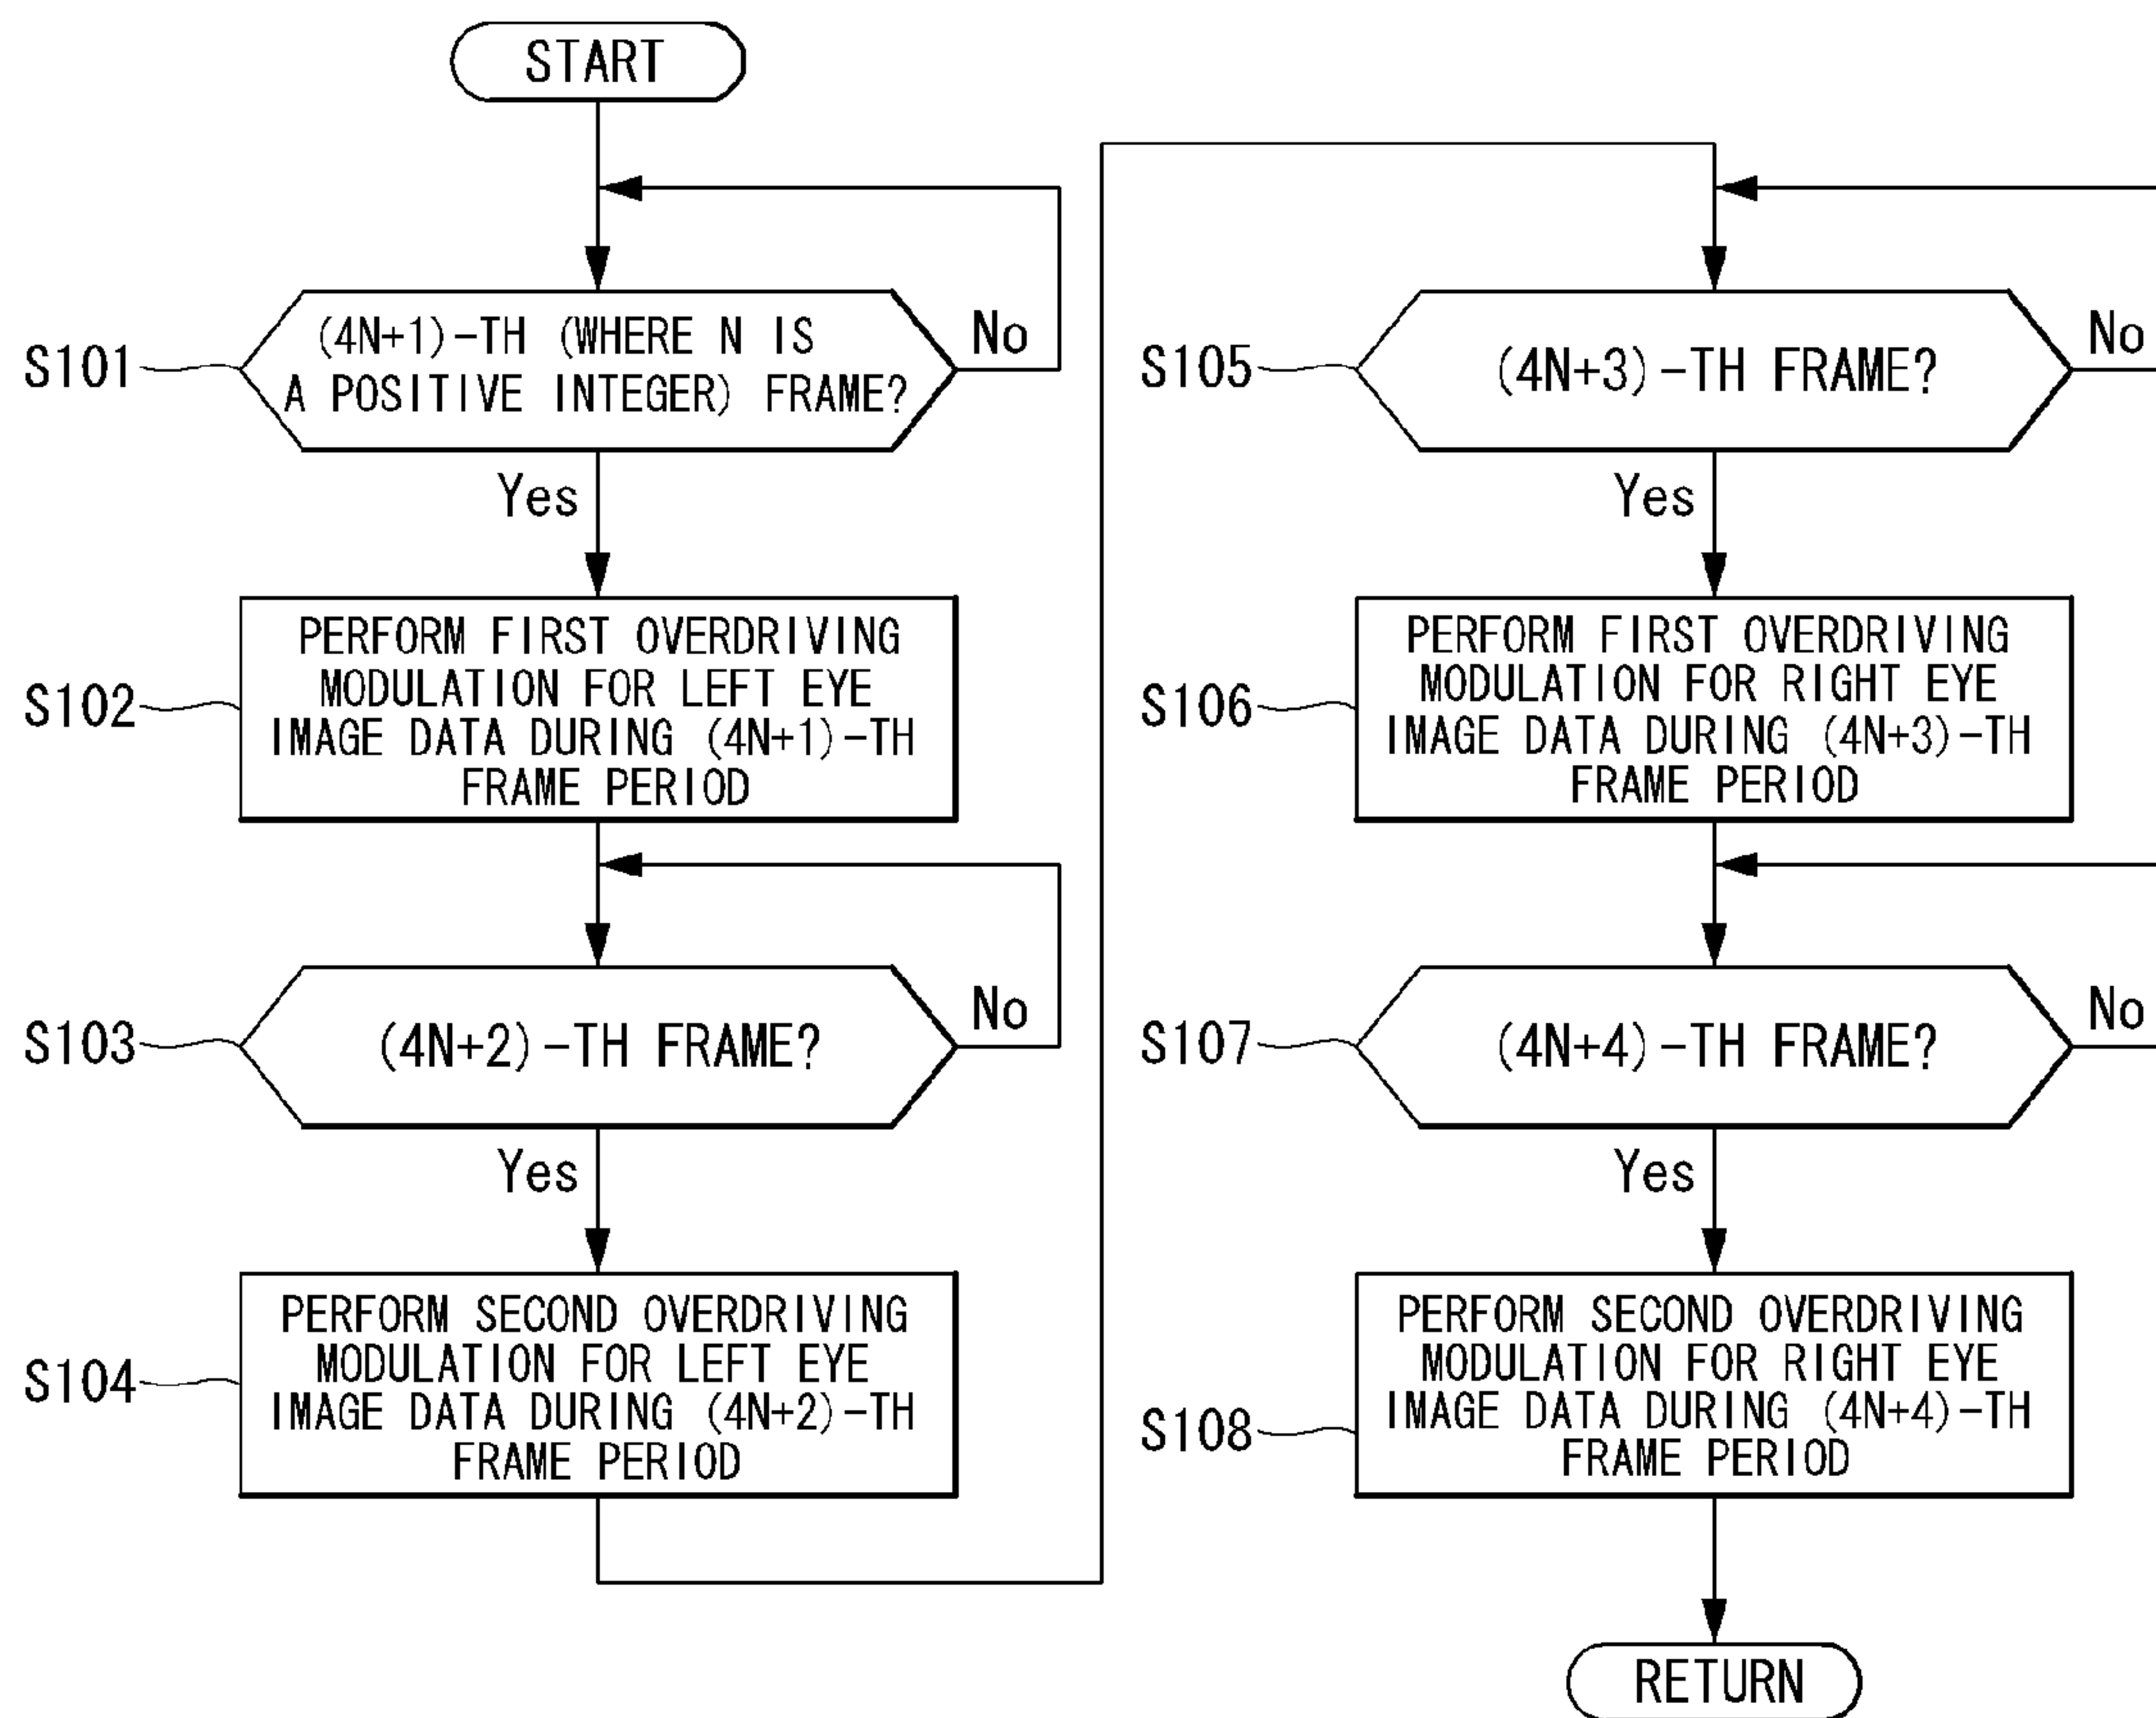 START
S101
(4N+1)-TH (WHERE N IS
A POSITIVE INTEGER) FRAME?
No
Yes
S102
PERFORM FIRST OVERDRIVING
MODULATION FOR LEFT EYE
IMAGE DATA DURING (4N+1)-TH
FRAME PERIOD
S103
(4N+2)-TH FRAME?
No
Yes
S104
PERFORM SECOND OVERDRIVING
MODULATION FOR LEFT EYE
IMAGE DATA DURING (4N+2)-TH
FRAME PERIOD
S105
(4N+3)-TH FRAME?
No
Yes
S106
PERFORM FIRST OVERDRIVING
MODULATION FOR RIGHT EYE
IMAGE DATA DURING (4N+3)-TH
FRAME PERIOD
S107
(4N+4)-TH FRAME?
No
Yes
S108
PERFORM SECOND OVERDRIVING
MODULATION FOR RIGHT EYE
IMAGE DATA DURING (4N+4)-TH
FRAME PERIOD
RETURN